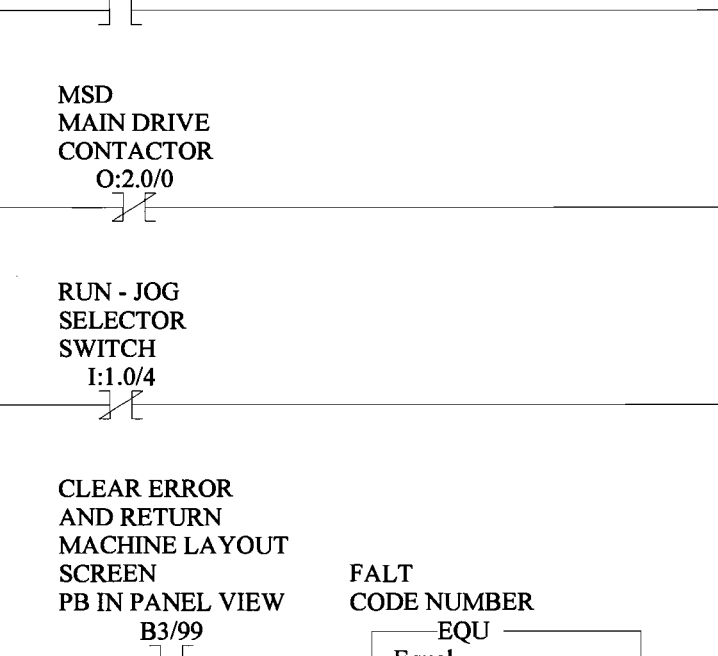 MSD
MAIN DRIVE
CONTACTOR
O:2.0/0
RUN - JOG
SELECTOR
SWITCH
I:1.0/4
CLEAR ERROR
AND RETURN
MACHINE LAYOUT
SCREEN
PB IN PANEL VIEW
B3/99
FALT
CODE NUMBER
EQU
Equal